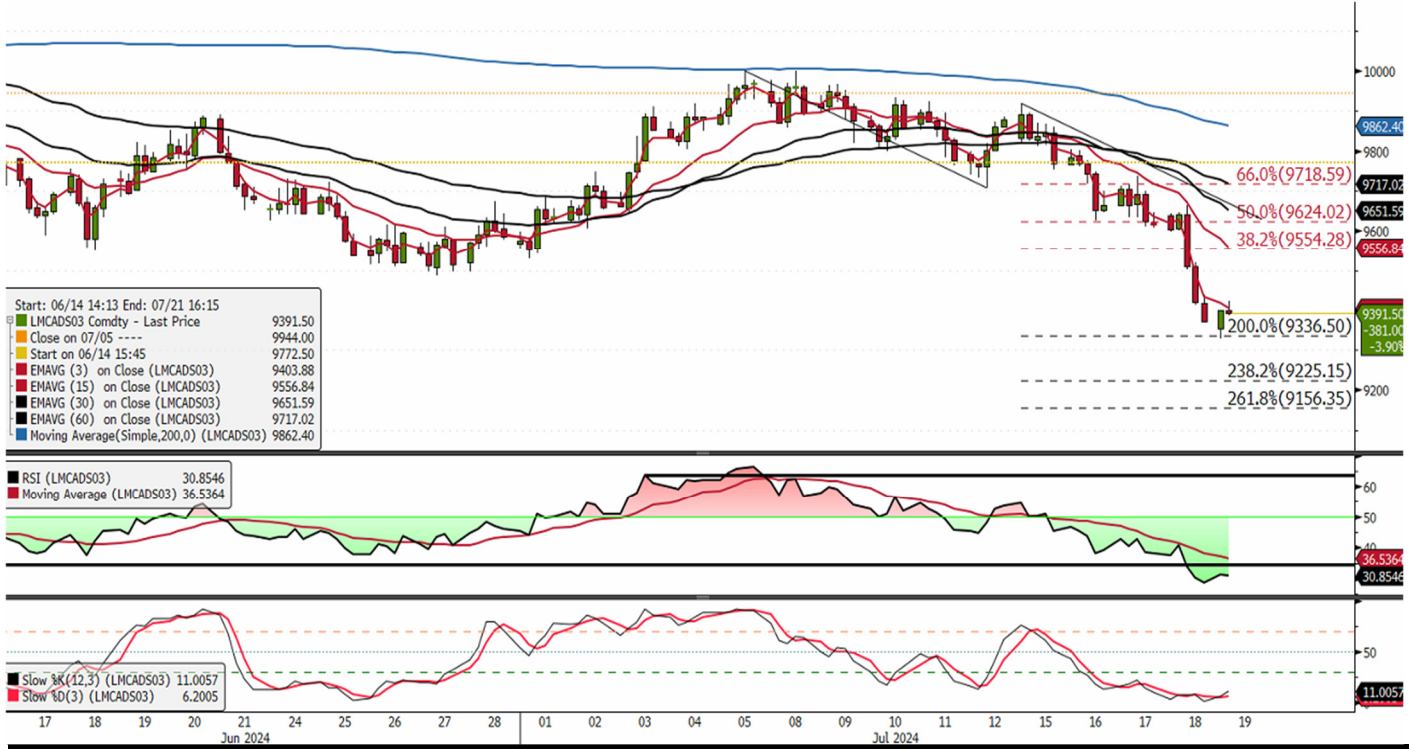 10000
9862.40
9800
66.0%(9718.59)
9717.02
9651.59
50.0%(9624.02)
9600
38.2%(9554.28)
9556.84
9391.50
-381.00
-3.90%
200.0%(9336.50)
238.2%(9225.15)
9200
261.8%(9156.35)
Start: 06/14 14:13 End: 07/21 16:15
LMCADS03 Comdty - Last Price 9391.50
Close on 07/05 ---- 9944.00
Start on 06/14 15:45 9772.50
EMAVG (3) on Close (LMCADS03) 9403.88
EMAVG (15) on Close (LMCADS03) 9556.84
EMAVG (30) on Close (LMCADS03) 9651.59
EMAVG (60) on Close (LMCADS03) 9717.02
Moving Average(Simple,200,0) (LMCADS03) 9862.40
RSI (LMCADS03) 30.8546
Moving Average (LMCADS03) 36.5364
60
50
40
36.5364
30.8546
50
Slow %K(12,3) (LMCADS03) 11.0057
Slow %D(3) (LMCADS03) 6.2005
11.0057
17 18 19 20 21 24 25 26 27 28 01 02 03 04 05 08 09 10 11 12 15 16 17 18 19
Jun 2024 Jul 2024